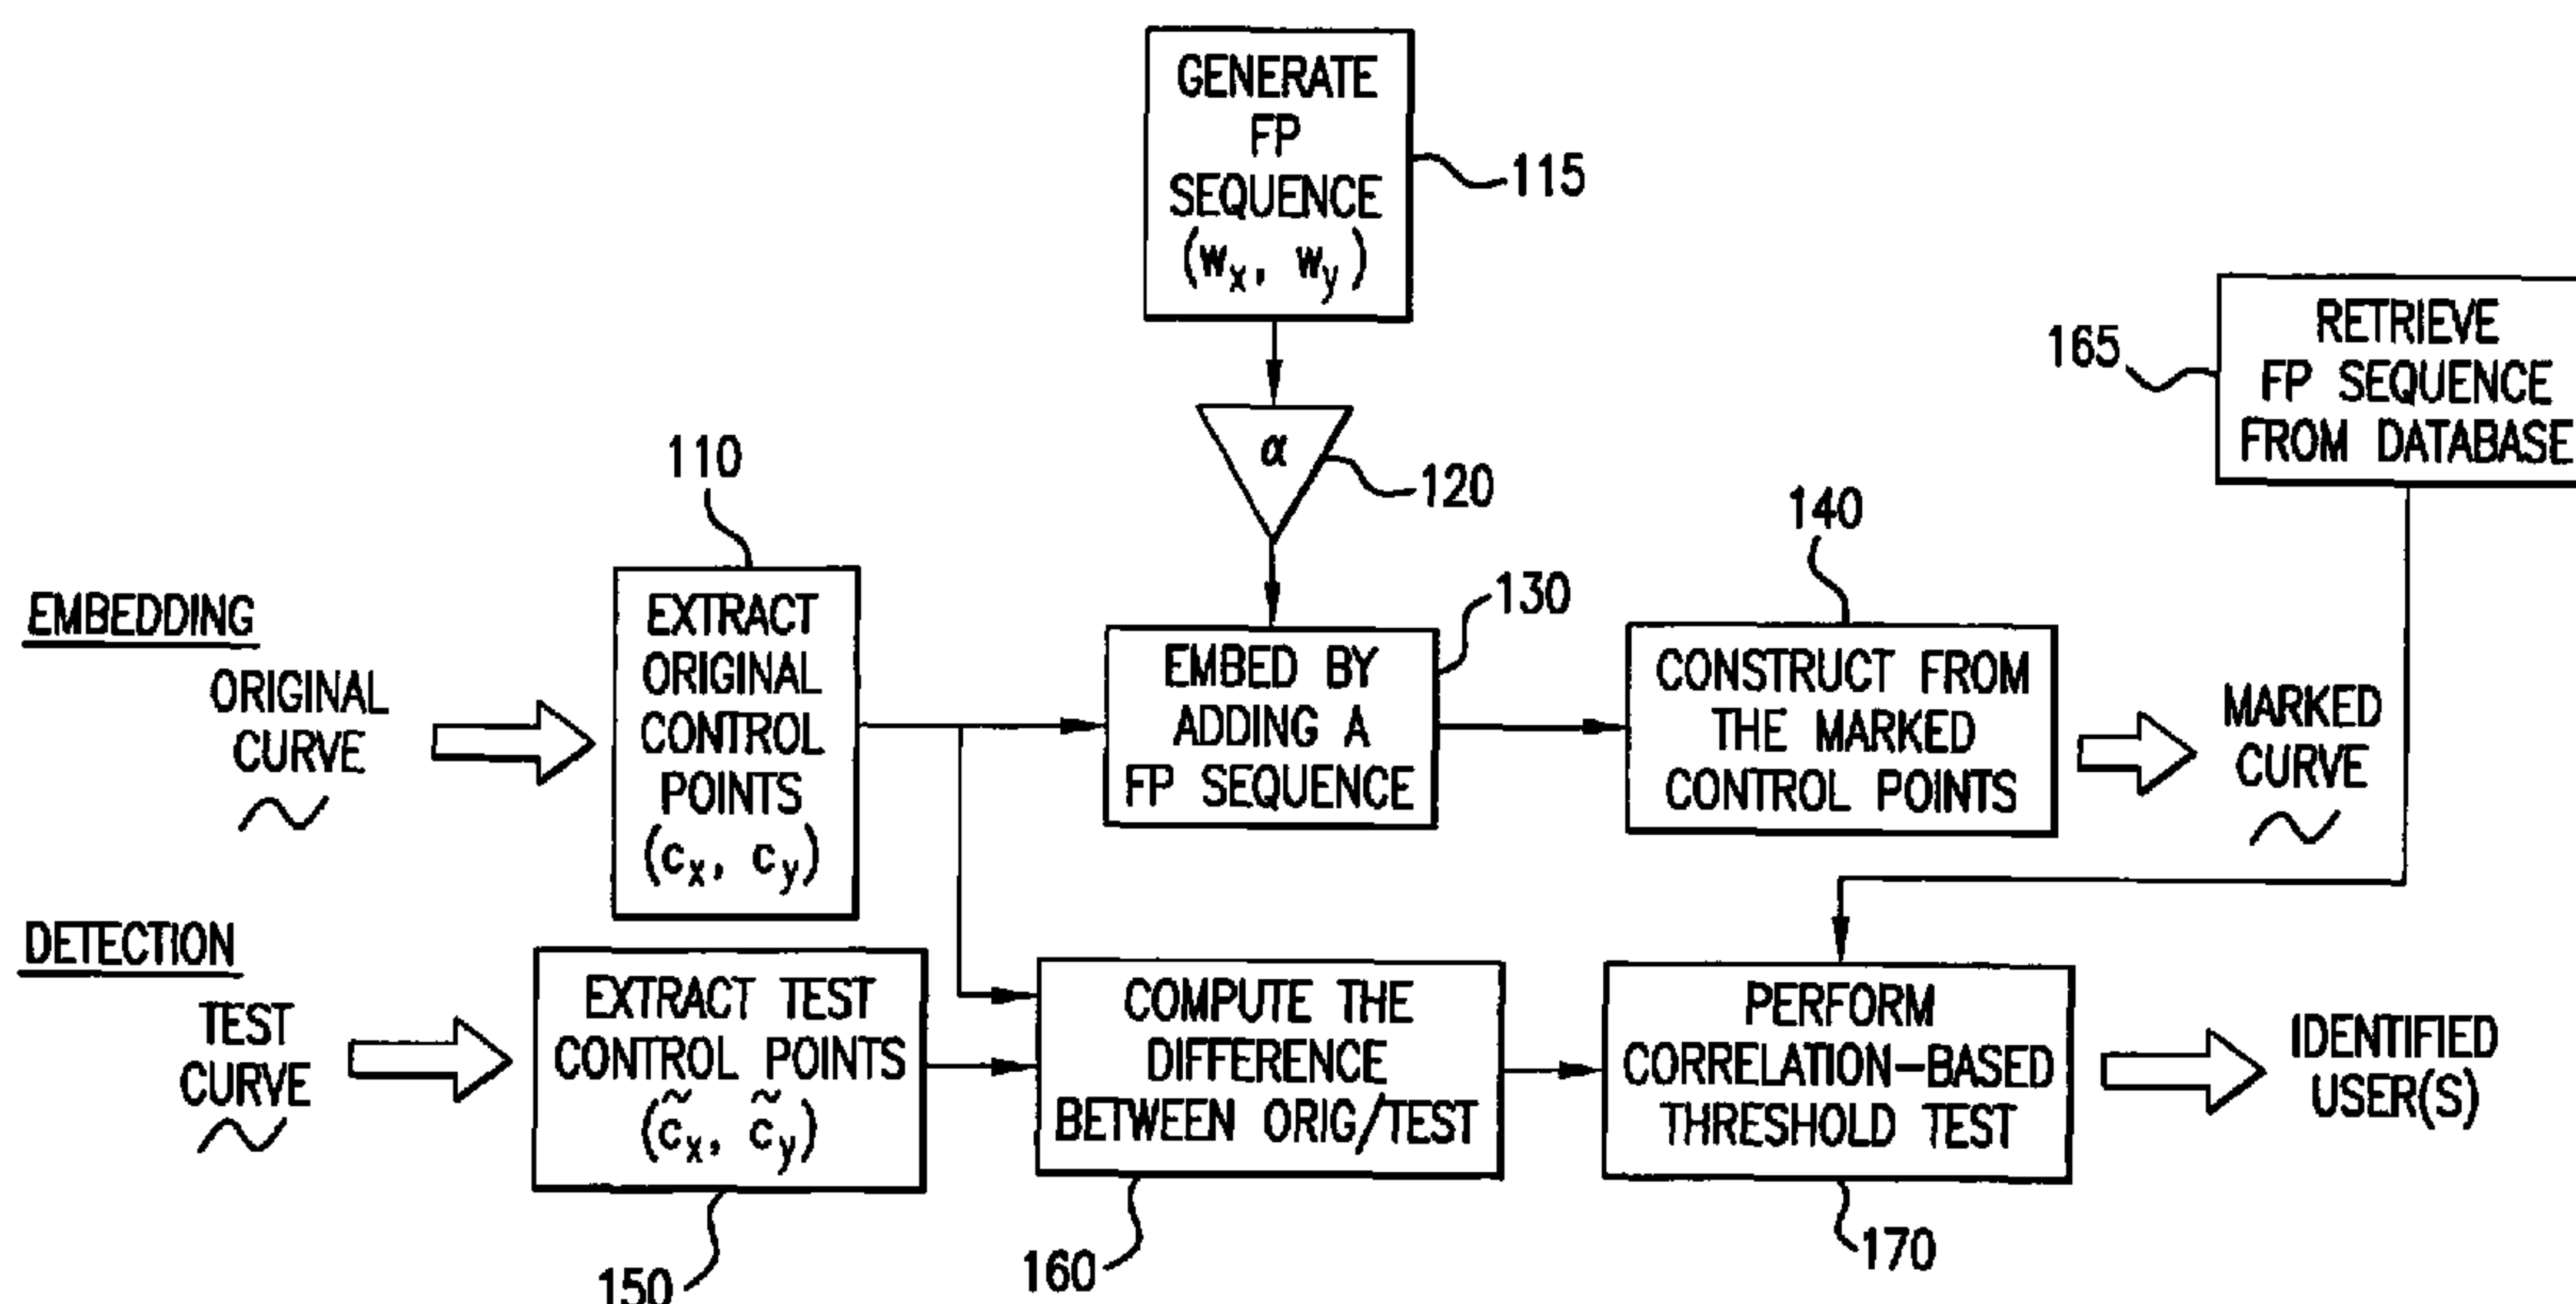 GENERATE
FP
SEQUENCE
(wx, wy)
115
α
120
RETRIEVE
FP SEQUENCE
FROM DATABASE
165
EMBEDDING
ORIGINAL
CURVE
110
EXTRACT
ORIGINAL
CONTROL
POINTS
(cx, cy)
EMBED BY
ADDING A
FP SEQUENCE
130
140
CONSTRUCT FROM
THE MARKED
CONTROL POINTS
MARKED
CURVE
DETECTION
TEST
CURVE
EXTRACT TEST
CONTROL POINTS
(c̃x, c̃y)
150
COMPUTE THE
DIFFERENCE
BETWEEN ORIG/TEST
160
PERFORM
CORRELATION-BASED
THRESHOLD TEST
170
IDENTIFIED
USER(S)